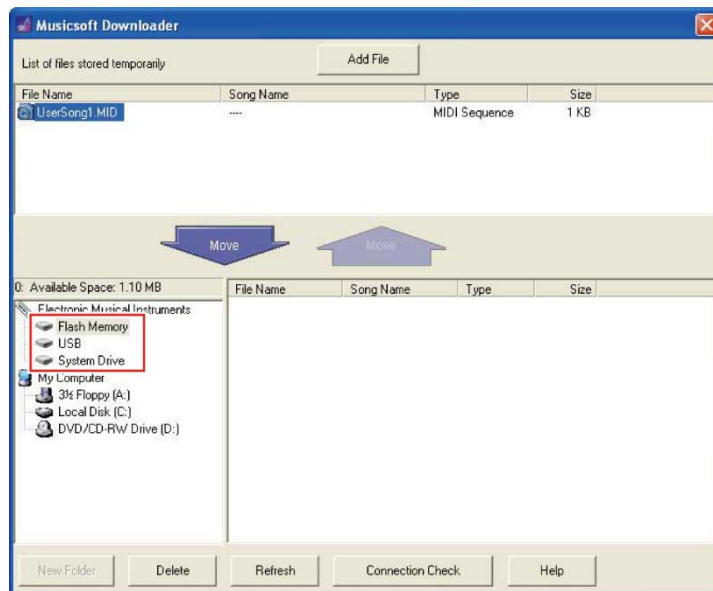 Musicsoft Downloader
List of files stored temporarily
Add File
File Name Song Name Type Size
UserSong1.MID ---- MIDI Sequence 1 KB
Move Move
0: Available Space: 1.10 MB
File Name Song Name Type Size
Electronic Musical Instruments
Flash Memory
USB
System Drive
My Computer
3½ Floppy (A:)
Local Disk (C:)
DVD/CD-RW Drive (D:)
New Folder Delete Refresh Connection Check Help